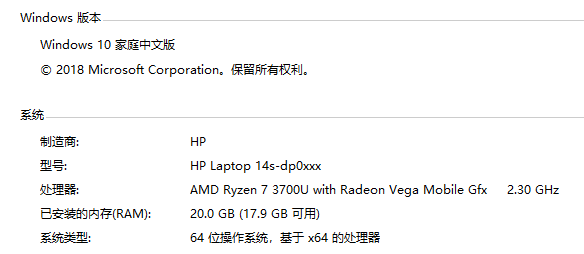 Windows 版本
Windows 10 家庭中文版
© 2018 Microsoft Corporation。保留所有权利。
系统
制造商: HP
型号: HP Laptop 14s-dp0xxx
处理器: AMD Ryzen 7 3700U with Radeon Vega Mobile Gfx 2.30 GHz
已安装的内存(RAM): 20.0 GB (17.9 GB 可用)
系统类型: 64 位操作系统，基于 x64 的处理器